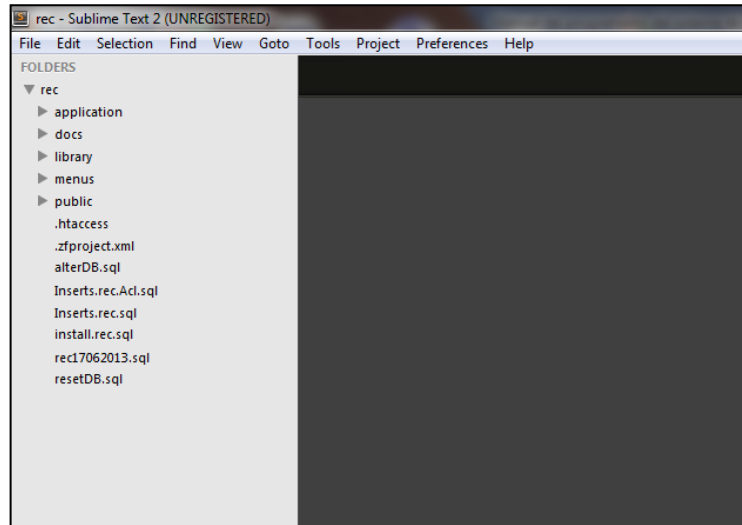 rec - Sublime Text 2 (UNREGISTERED)
File Edit Selection Find View Goto Tools Project Preferences Help
FOLDERS
rec
application
docs
library
menus
public
.htaccess
.zfproject.xml
alterDB.sql
Inserts.rec.Acl.sql
Inserts.rec.sql
install.rec.sql
rec17062013.sql
resetDB.sql